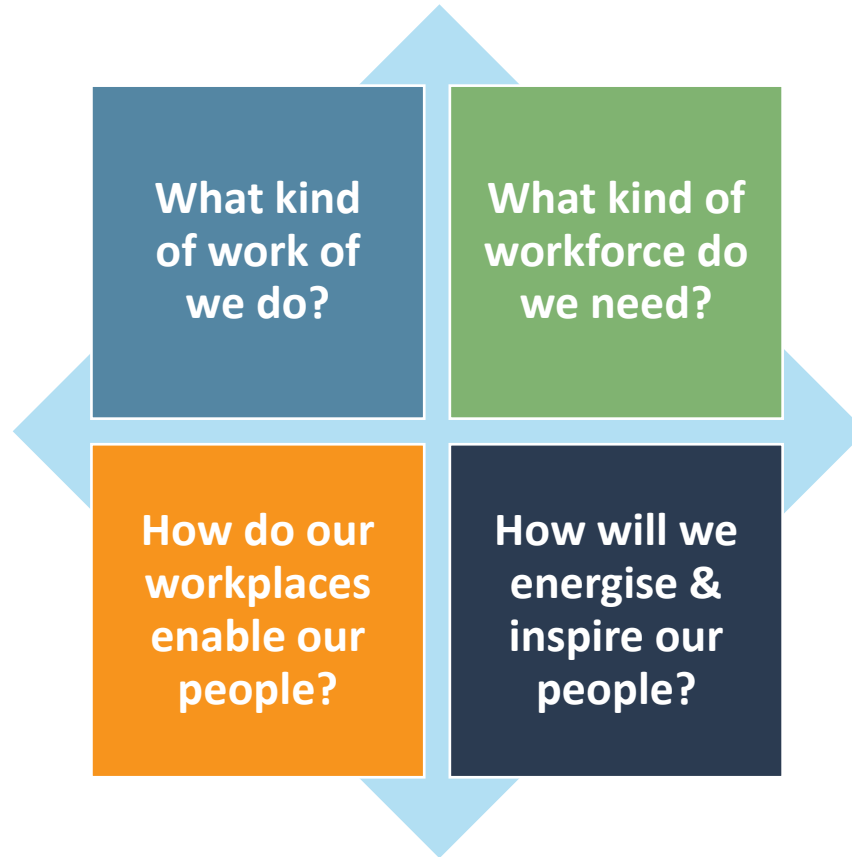 What kind
of work of
we do?
What kind of
workforce do
we need?
How do our
workplaces
enable our
people?
How will we
energise &
inspire our
people?